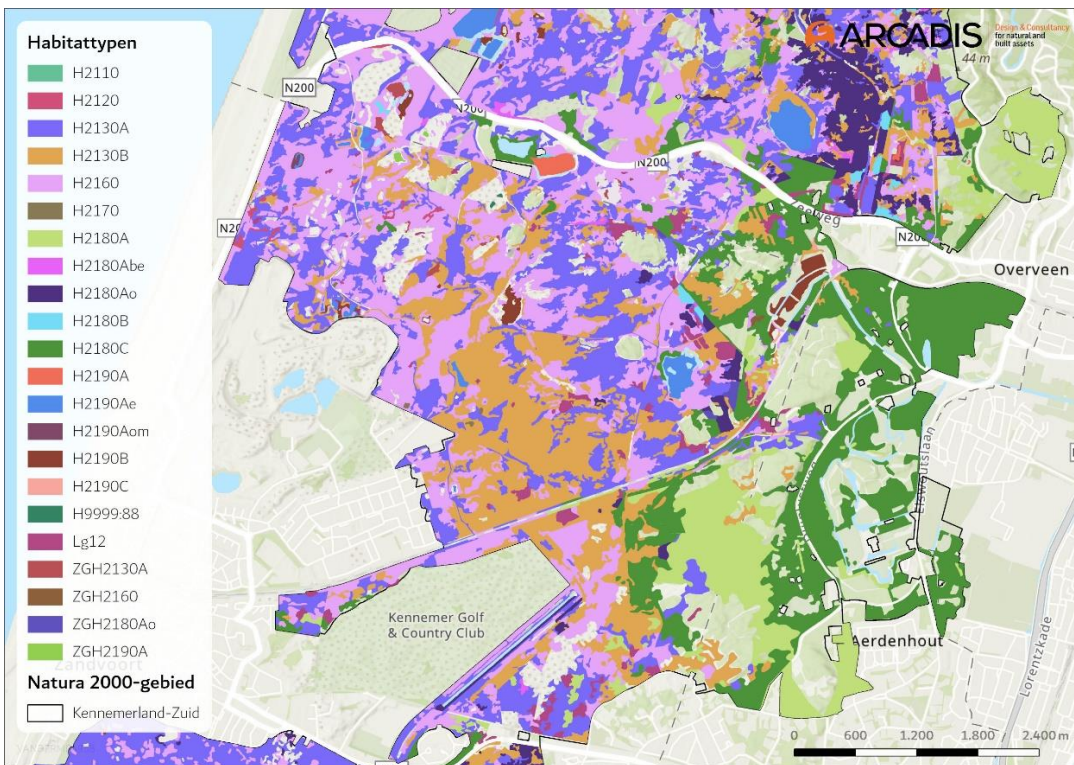 Habitattypen
H2110
H2120
H2130A
H2130B
H2160
H2170
H2180A
H2180Abe
H2180Ao
H2180B
H2180C
H2190A
H2190Ae
H2190Aom
H2190B
H2190C
H9999:88
Lg12
ZGH2130A
ZGH2160
ZGH2180Ao
ZGH2190A
Natura 2000-gebied
Kennemerland-Zuid
ARCADIS
Design & Consultancy
for natural and
built assets
44 m
N200
N200
N200
Zeeweg
Overveen
Elswoutslaan
Kennemer Golf
& Country Club
Aerdenhout
Lorentzkade
Zandvoort
0 600 1.200 1.800 2.400 m